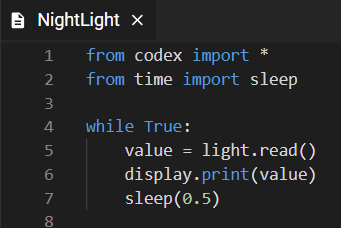 NightLight
1 from codex import *
2 from time import sleep
3
4 while True:
5     value = light.read()
6     display.print(value)
7     sleep(0.5)
8